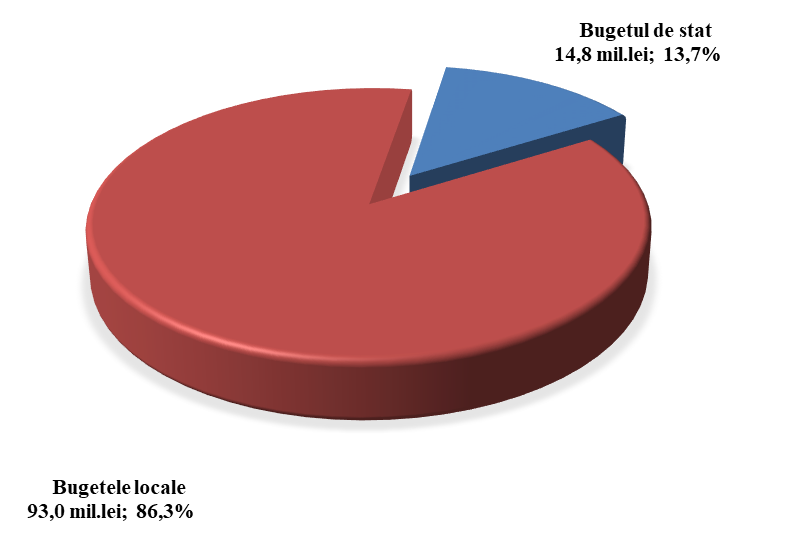 Bugetul de stat
14,8 mil.lei;  13,7%
Bugetele locale
93,0 mil.lei;  86,3%